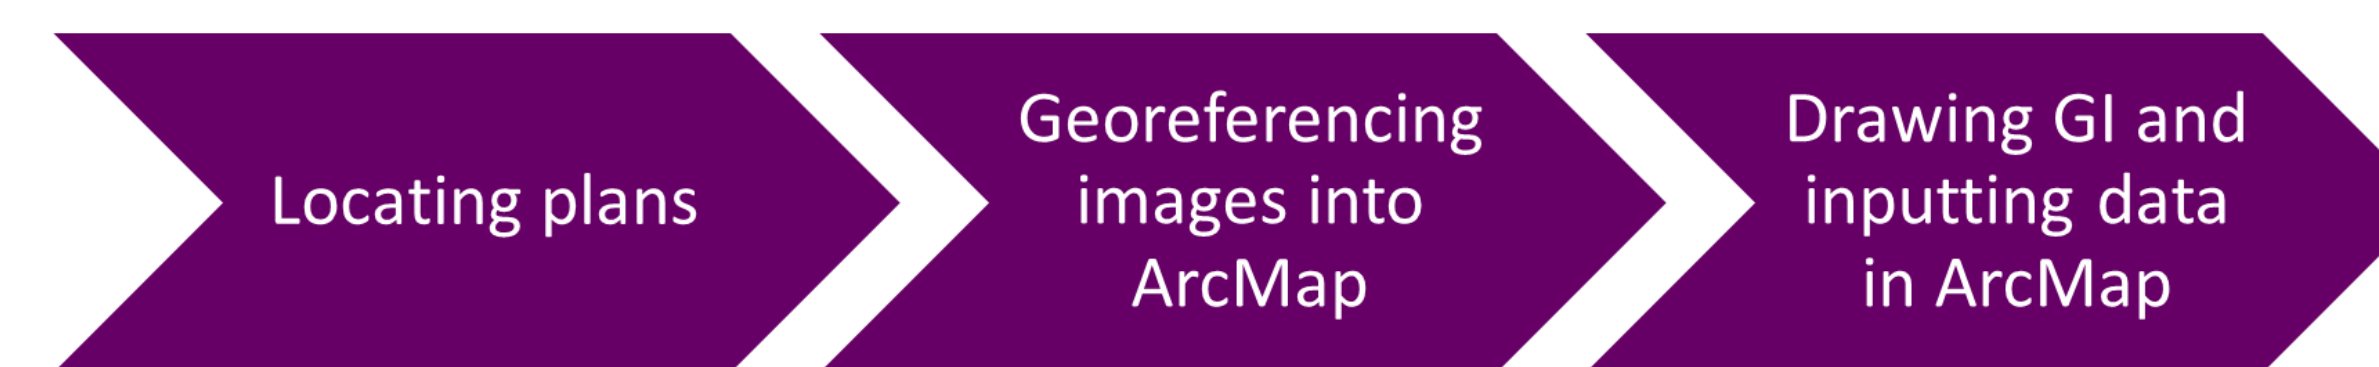 Locating plans
Georeferencing
images into
ArcMap
Drawing GI and
inputting data
in ArcMap